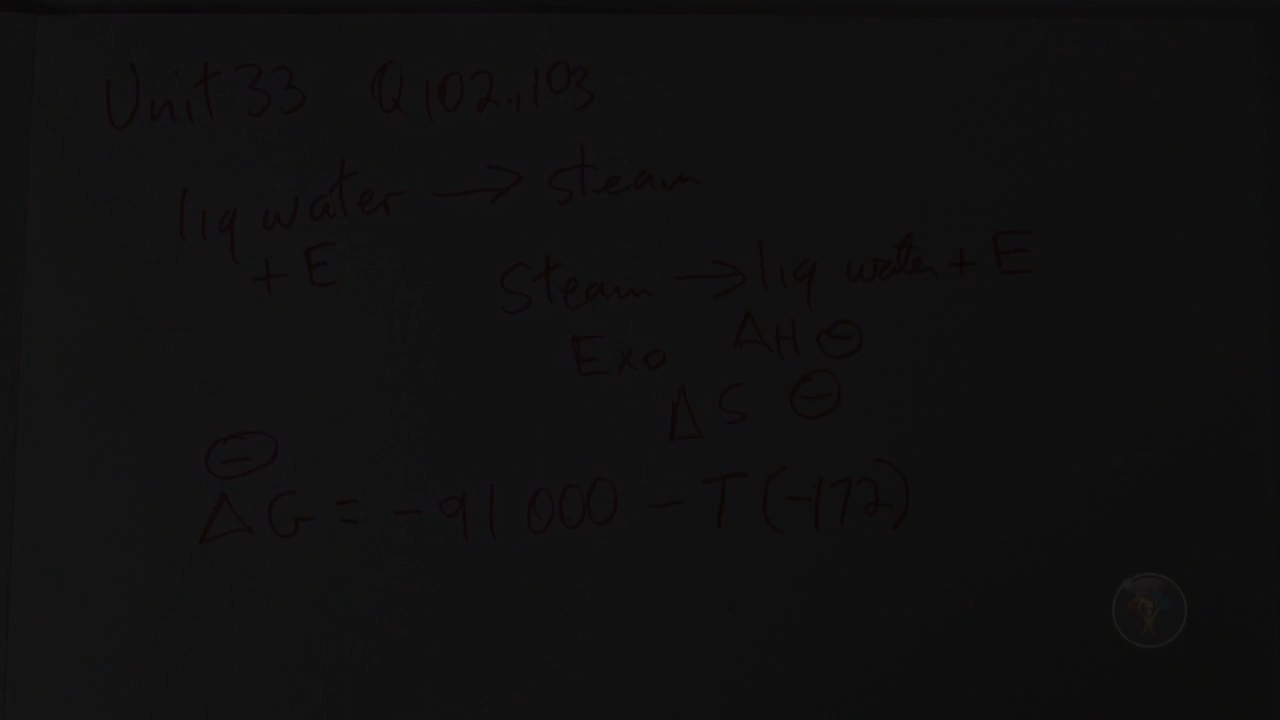 Unit 33 Q102, 103
liq water → steam
+ E
steam → liq water + E
Exo ΔH ⊖
ΔS ⊖
⊖
ΔG = -91 000 - T(-172)